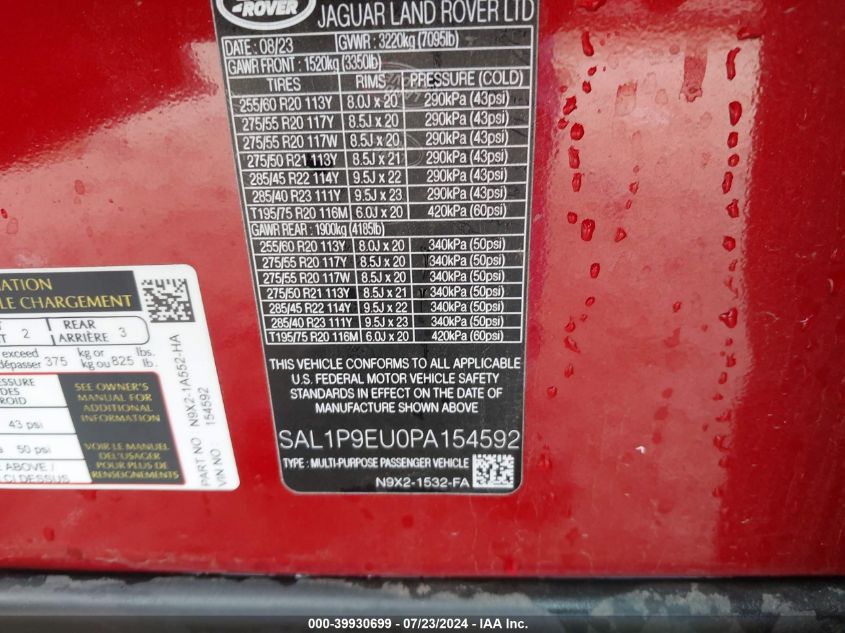 ROVER
JAGUAR LAND ROVER LTD
DATE: 08/23 GVWR: 3220kg (7095lb)
GAWR FRONT: 1520kg (3350lb)
TIRES RIMS PRESSURE (COLD)
255/60 R20 113Y 8.0J x 20 290kPa (43psi)
275/55 R20 117Y 8.5J x 20 290kPa (43psi)
275/55 R20 117W 8.5J x 20 290kPa (43psi)
275/50 R21 113Y 8.5J x 21 290kPa (43psi)
285/45 R22 114Y 9.5J x 22 290kPa (43psi)
285/40 R23 111Y 9.5J x 23 290kPa (43psi)
T195/75 R20 116M 6.0J x 20 420kPa (60psi)
GAWR REAR: 1900kg (4185lb)
255/60 R20 113Y 8.0J x 20 340kPa (50psi)
275/55 R20 117Y 8.5J x 20 340kPa (50psi)
275/55 R20 117W 8.5J x 20 340kPa (50psi)
275/50 R21 113Y 8.5J x 21 340kPa (50psi)
285/45 R22 114Y 9.5J x 22 340kPa (50psi)
285/40 R23 111Y 9.5J x 23 340kPa (50psi)
T195/75 R20 116M 6.0J x 20 420kPa (60psi)
THIS VEHICLE CONFORMS TO ALL APPLICABLE
U.S. FEDERAL MOTOR VEHICLE SAFETY
STANDARDS IN EFFECT ON THE DATE OF
MANUFACTURE SHOWN ABOVE
SAL1P9EU0PA154592
TYPE: MULTI-PURPOSE PASSENGER VEHICLE
N9X2-1532-FA
MATION
LE CHARGEMENT
2 REAR ARRIÈRE 3
exceed
dépasser 375 kg or kg ou 825 lbs. lb.
SEE OWNER'S
MANUAL FOR
ADDITIONAL
INFORMATION
43 psi
50 psi
VOIR LE MANUEL
DE L'USAGER
POUR PLUS DE
RENSEIGNEMENTS
ABOVE /
CI DESSUS
PART NO N9X2-1A552-HA
VIN NO: 154592
000-39930699 / 07/23/2024 - IAA Inc.